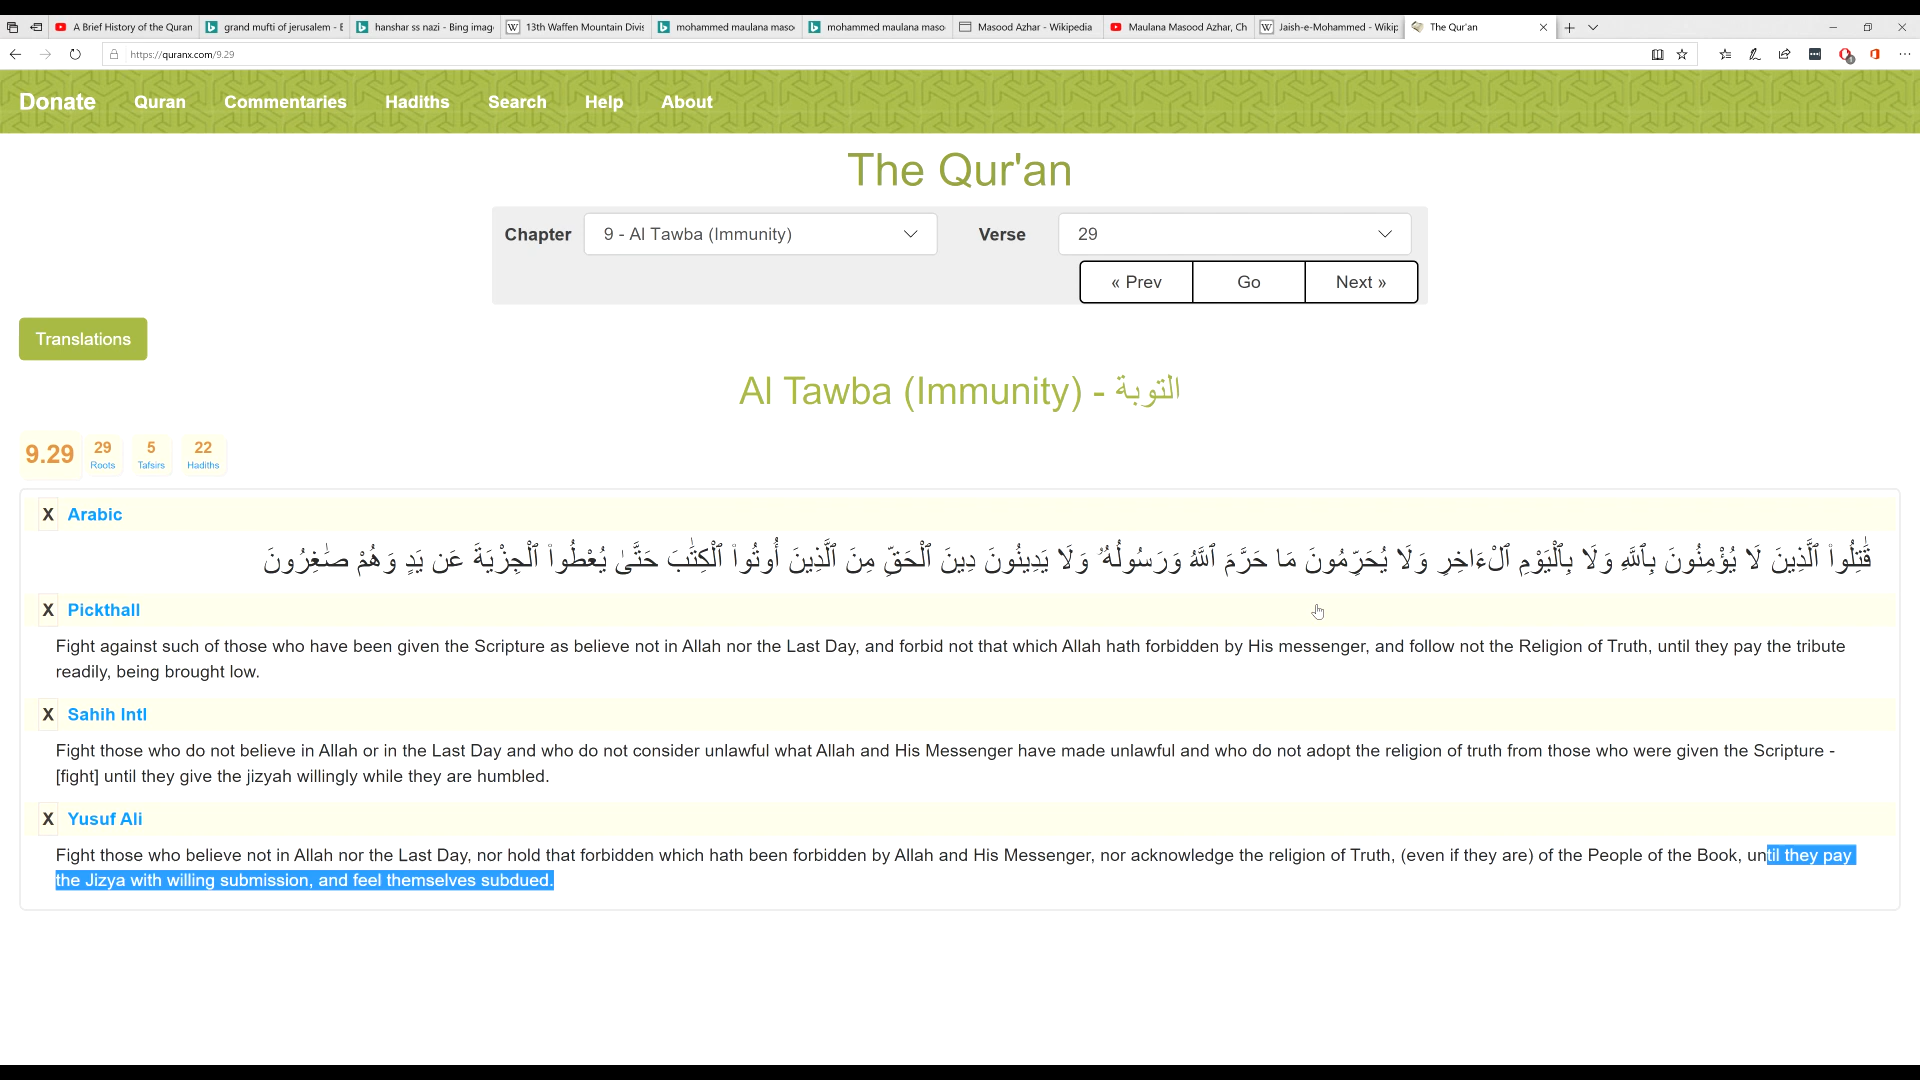 A Brief History of the Quran
grand mufti of jerusalem - E
hanshar ss nazi - Bing imag
13th Waffen Mountain Divis
mohammed maulana maso
mohammed maulana maso
Masood Azhar - Wikipedia
Maulana Masood Azhar, Ch
Jaish-e-Mohammed - Wikip
The Qur'an
https://quranx.com/9.29
Donate Quran Commentaries Hadiths Search Help About
The Qur'an
Chapter 9 - Al Tawba (Immunity) Verse 29
« Prev Go Next »
Translations
Al Tawba (Immunity) - التوبة
9.29 29 5 22
Roots Tafsirs Hadiths
X Arabic
قَٰتِلُوا۟ ٱلَّذِينَ لَا يُؤْمِنُونَ بِٱللَّهِ وَلَا بِٱلْيَوْمِ ٱلْءَاخِرِ وَلَا يُحَرِّمُونَ مَا حَرَّمَ ٱللَّهُ وَرَسُولُهُۥ وَلَا يَدِينُونَ دِينَ ٱلْحَقِّ مِنَ ٱلَّذِينَ أُوتُوا۟ ٱلْكِتَٰبَ حَتَّىٰ يُعْطُوا۟ ٱلْجِزْيَةَ عَن يَدٍ وَهُمْ صَٰغِرُونَ
X Pickthall
Fight against such of those who have been given the Scripture as believe not in Allah nor the Last Day, and forbid not that which Allah hath forbidden by His messenger, and follow not the Religion of Truth, until they pay the tribute
readily, being brought low.
X Sahih Intl
Fight those who do not believe in Allah or in the Last Day and who do not consider unlawful what Allah and His Messenger have made unlawful and who do not adopt the religion of truth from those who were given the Scripture -
[fight] until they give the jizyah willingly while they are humbled.
X Yusuf Ali
Fight those who believe not in Allah nor the Last Day, nor hold that forbidden which hath been forbidden by Allah and His Messenger, nor acknowledge the religion of Truth, (even if they are) of the People of the Book, until they pay
the Jizya with willing submission, and feel themselves subdued.